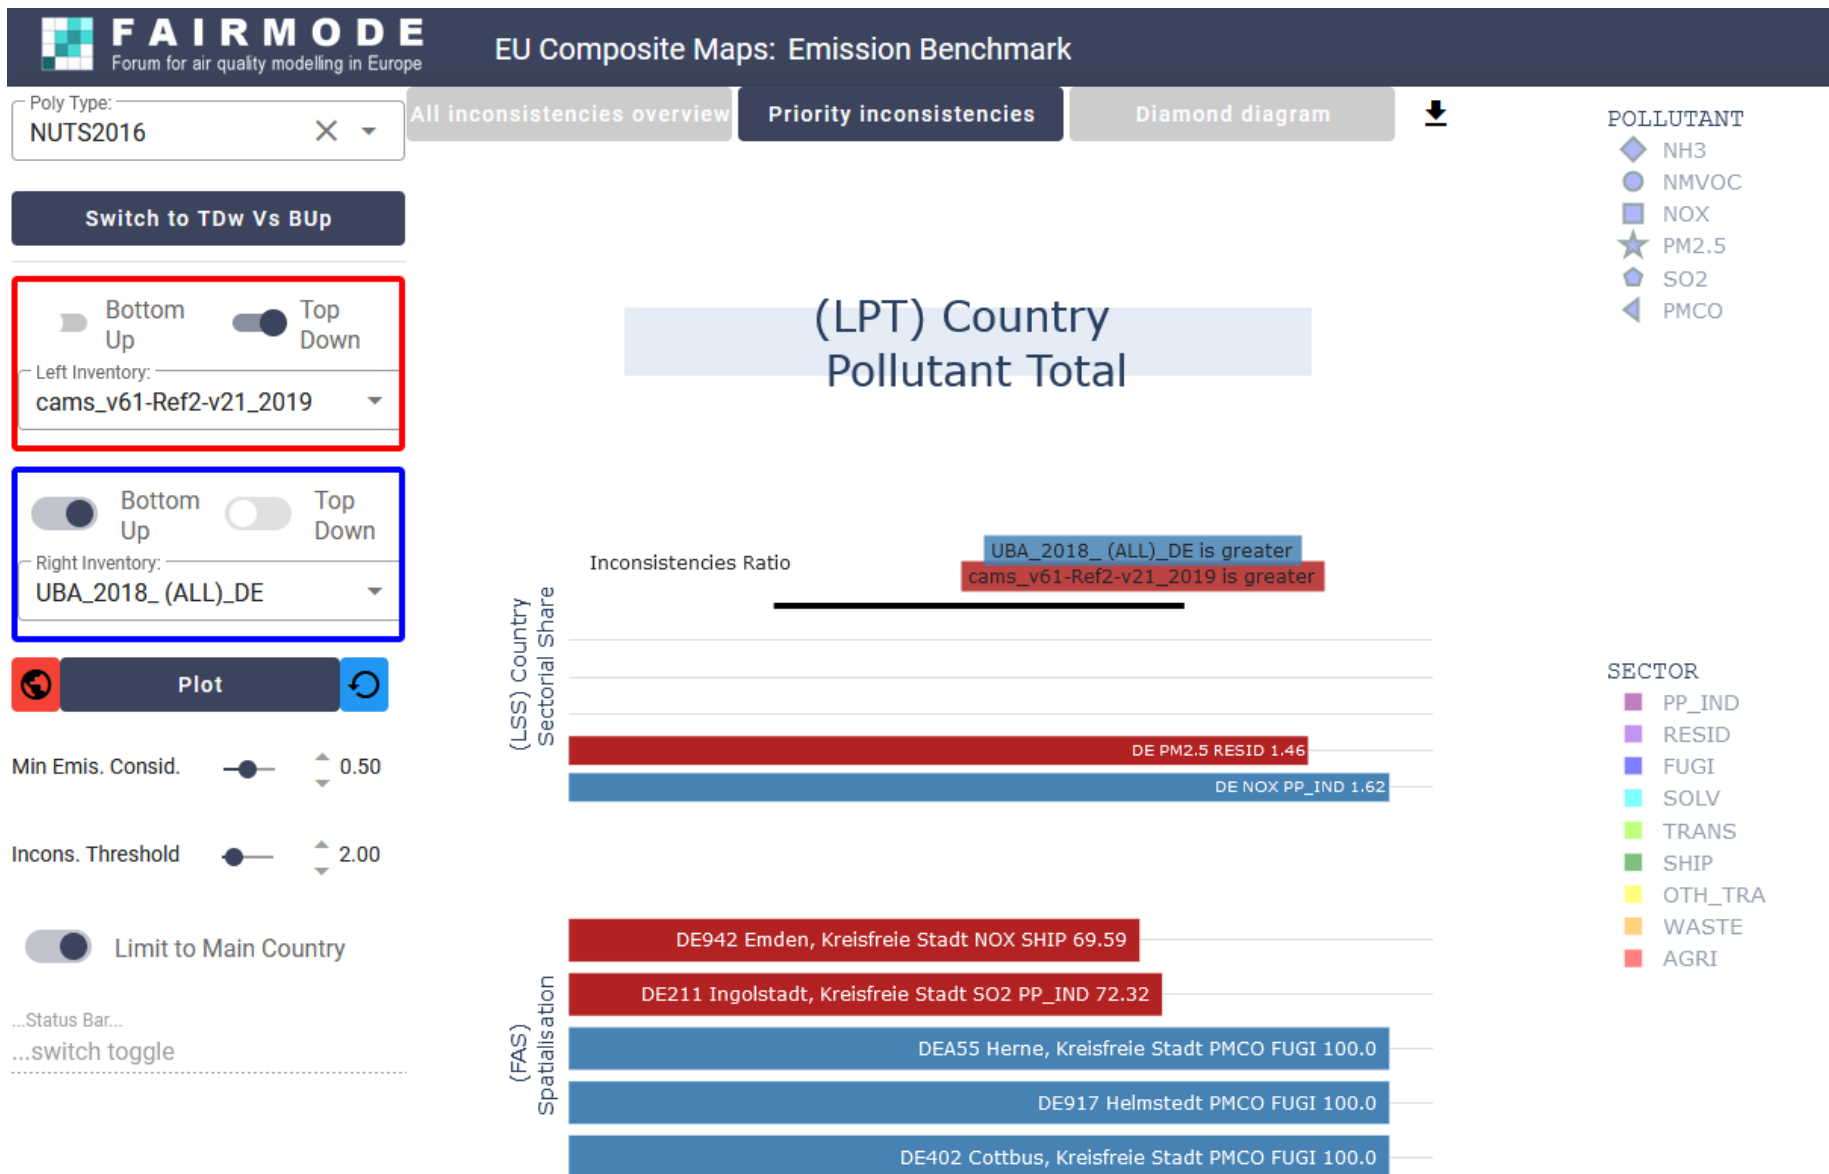 FAIRMODE
Forum for air quality modelling in Europe
EU Composite Maps: Emission Benchmark
Poly Type:
NUTS2016
All inconsistencies overview
Priority inconsistencies
Diamond diagram
Switch to TDw Vs BUp
Bottom
Up
Top
Down
Left Inventory:
cams_v61-Ref2-v21_2019
Bottom
Up
Top
Down
Right Inventory:
UBA_2018_ (ALL)_DE
Plot
Min Emis. Consid.
0.50
Incons. Threshold
2.00
Limit to Main Country
...Status Bar...
...switch toggle
(LPT) Country
Pollutant Total
Inconsistencies Ratio
UBA_2018_ (ALL)_DE is greater
cams_v61-Ref2-v21_2019 is greater
(LSS) Country
Sectorial Share
DE PM2.5 RESID 1.46
DE NOX PP_IND 1.62
(FAS)
Spatialisation
DE942 Emden, Kreisfreie Stadt NOX SHIP 69.59
DE211 Ingolstadt, Kreisfreie Stadt SO2 PP_IND 72.32
DEA55 Herne, Kreisfreie Stadt PMCO FUGI 100.0
DE917 Helmstedt PMCO FUGI 100.0
DE402 Cottbus, Kreisfreie Stadt PMCO FUGI 100.0
POLLUTANT
NH3
NMVOC
NOX
PM2.5
SO2
PMCO
SECTOR
PP_IND
RESID
FUGI
SOLV
TRANS
SHIP
OTH_TRA
WASTE
AGRI